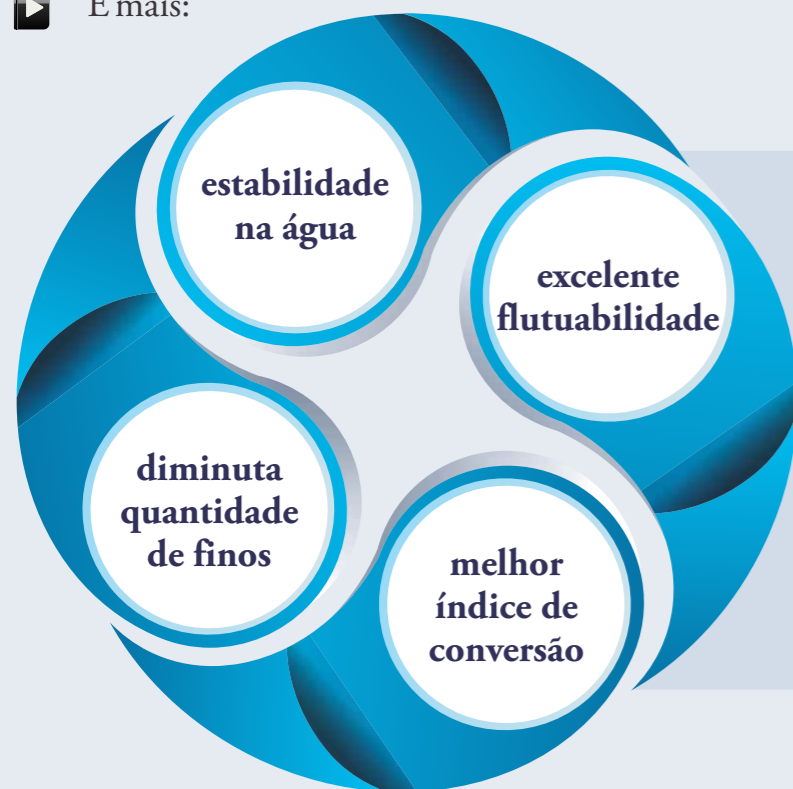 E mais:
estabilidade
na água
excelente
flutuabilidade
diminuta
quantidade
de finos
melhor
índice de
conversão